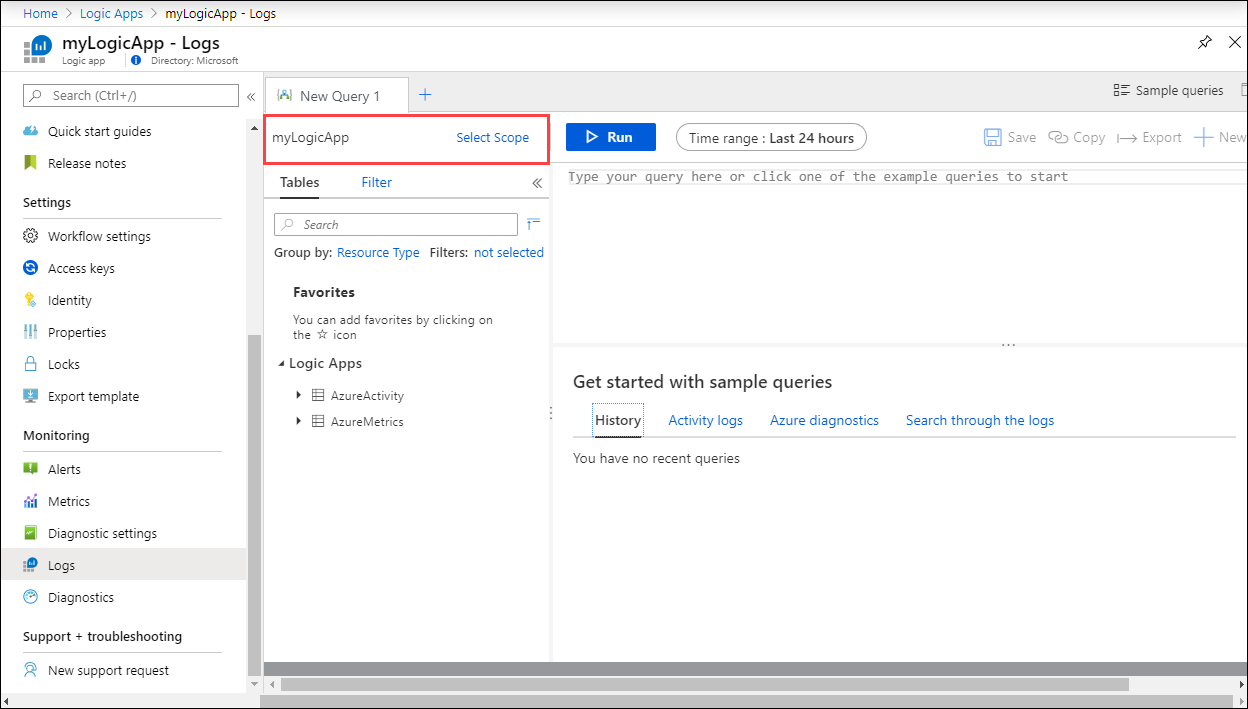 Home > Logic Apps > myLogicApp - Logs
myLogicApp - Logs
Logic app
Directory: Microsoft
Search (Ctrl+/)
«
Quick start guides
Release notes
Settings
Workflow settings
Access keys
Identity
Properties
Locks
Export template
Monitoring
Alerts
Metrics
Diagnostic settings
Logs
Diagnostics
Support + troubleshooting
New support request
New Query 1
+
Sample queries
myLogicApp
Select Scope
Run
Time range : Last 24 hours
Save
Copy
Export
New
Tables
Filter
«
Search
Group by: Resource Type Filters: not selected
Favorites
You can add favorites by clicking on
the ☆ icon
Logic Apps
AzureActivity
AzureMetrics
Type your query here or click one of the example queries to start
...
Get started with sample queries
History
Activity logs
Azure diagnostics
Search through the logs
You have no recent queries